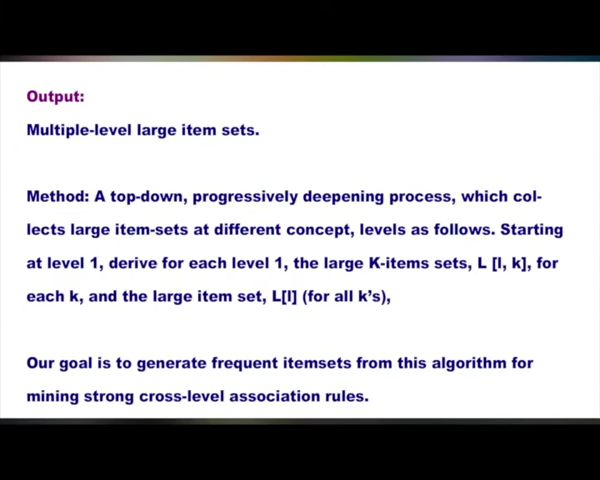 Output:
Multiple-level large item sets.
Method: A top-down, progressively deepening process, which col-
lects large item-sets at different concept, levels as follows. Starting
at level 1, derive for each level 1, the large K-items sets, L [l, k], for
each k, and the large item set, L[l] (for all k's),
Our goal is to generate frequent itemsets from this algorithm for
mining strong cross-level association rules.